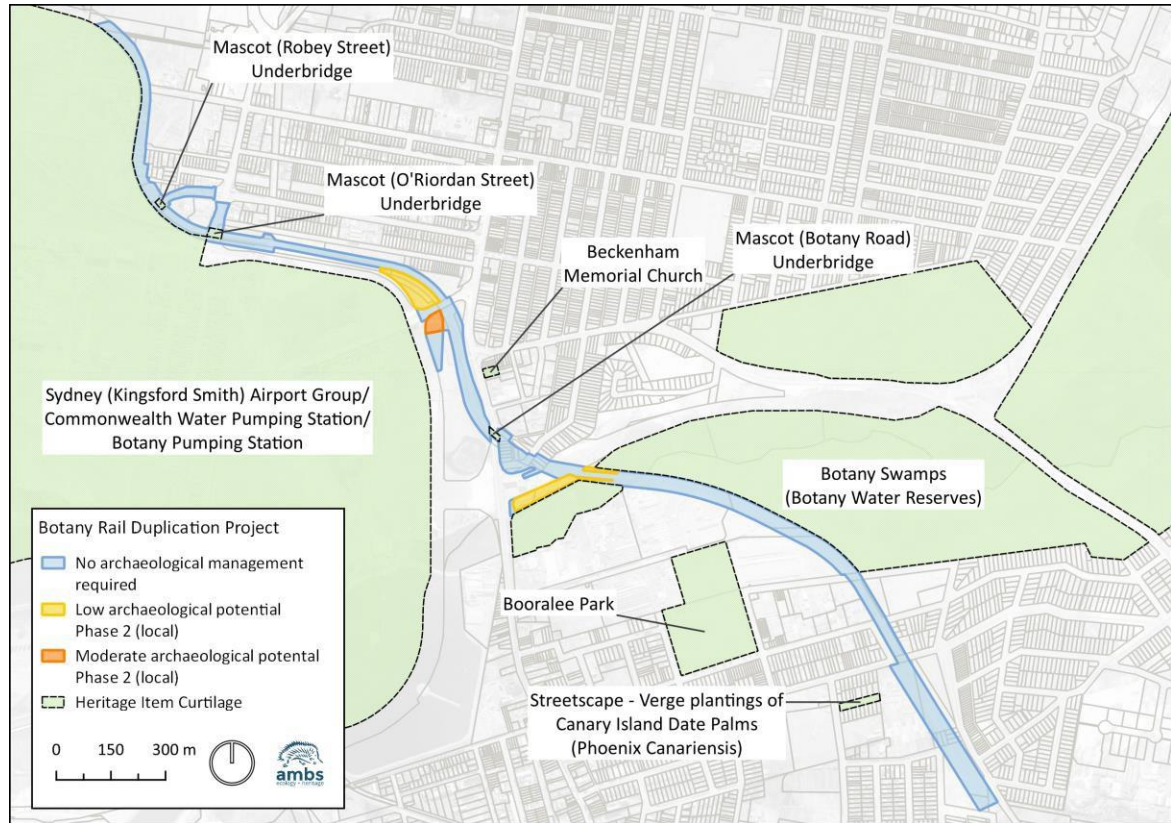 Mascot (Robey Street)
Underbridge
Mascot (O'Riordan Street)
Underbridge
Beckenham
Memorial Church
Mascot (Botany Road)
Underbridge
Sydney (Kingsford Smith) Airport Group/
Commonwealth Water Pumping Station/
Botany Pumping Station
Botany Swamps
(Botany Water Reserves)
Booralee Park
Streetscape - Verge plantings of
Canary Island Date Palms
(Phoenix Canariensis)
Botany Rail Duplication Project
No archaeological management
required
Low archaeological potential
Phase 2 (local)
Moderate archaeological potental
Phase 2 (local)
Heritage Item Curtilage
0 150 300 m
ambs
ecology + heritage